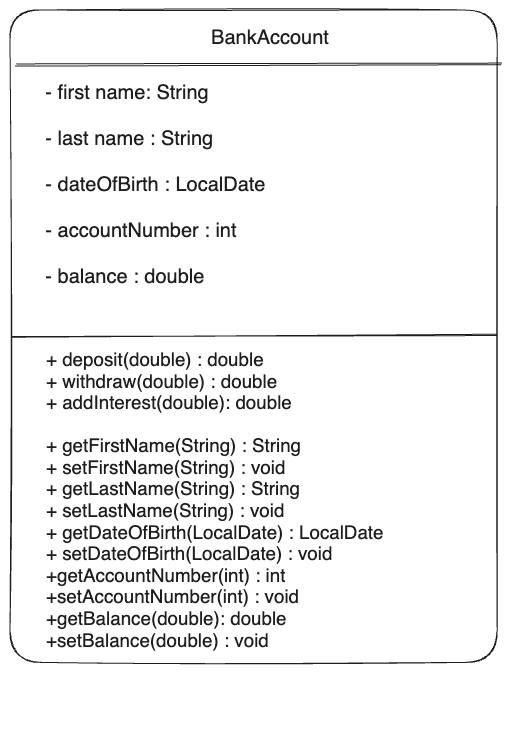 BankAccount
- first name: String
- last name : String
- dateOfBirth : LocalDate
- accountNumber : int
- balance : double
+ deposit(double) : double
+ withdraw(double) : double
+ addInterest(double): double
+ getFirstName(String) : String
+ setFirstName(String) : void
+ getLastName(String) : String
+ setLastName(String) : void
+ getDateOfBirth(LocalDate) : LocalDate
+ setDateOfBirth(LocalDate) : void
+getAccountNumber(int) : int
+setAccountNumber(int) : void
+getBalance(double): double
+setBalance(double) : void